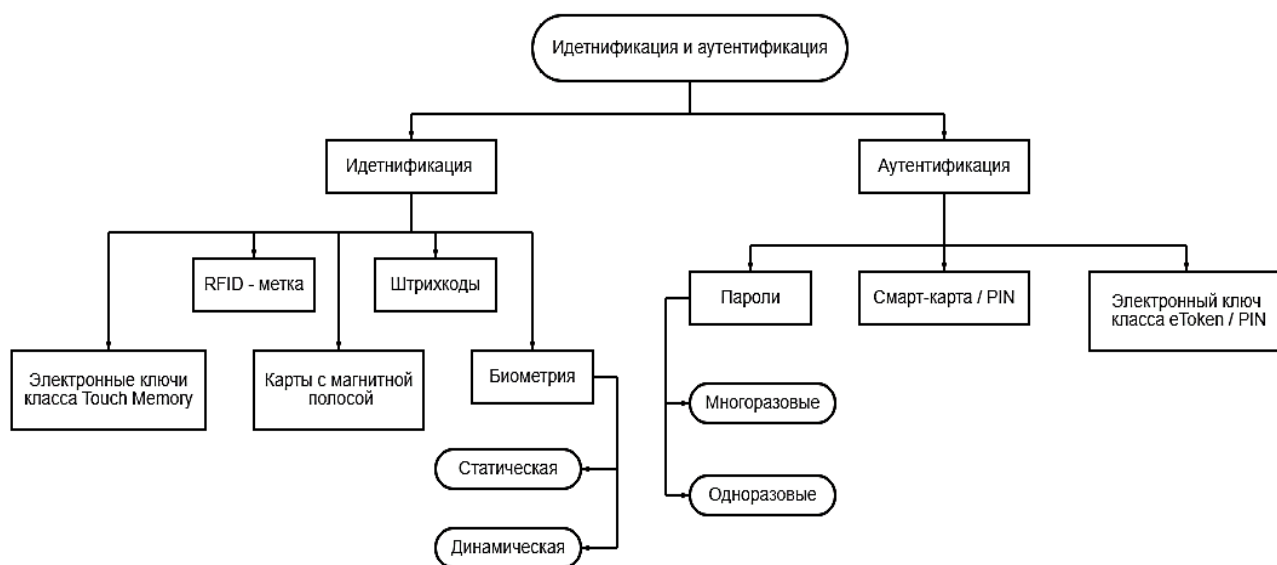 Идетнификация и аутентификация
Идетнификация
Аутентификация
RFID - метка
Штрихкоды
Пароли
Смарт-карта / PIN
Электронный ключ
класса eToken / PIN
Электронные ключи
класса Touch Memory
Карты с магнитной
полосой
Биометрия
Многоразовые
Статическая
Одноразовые
Динамическая